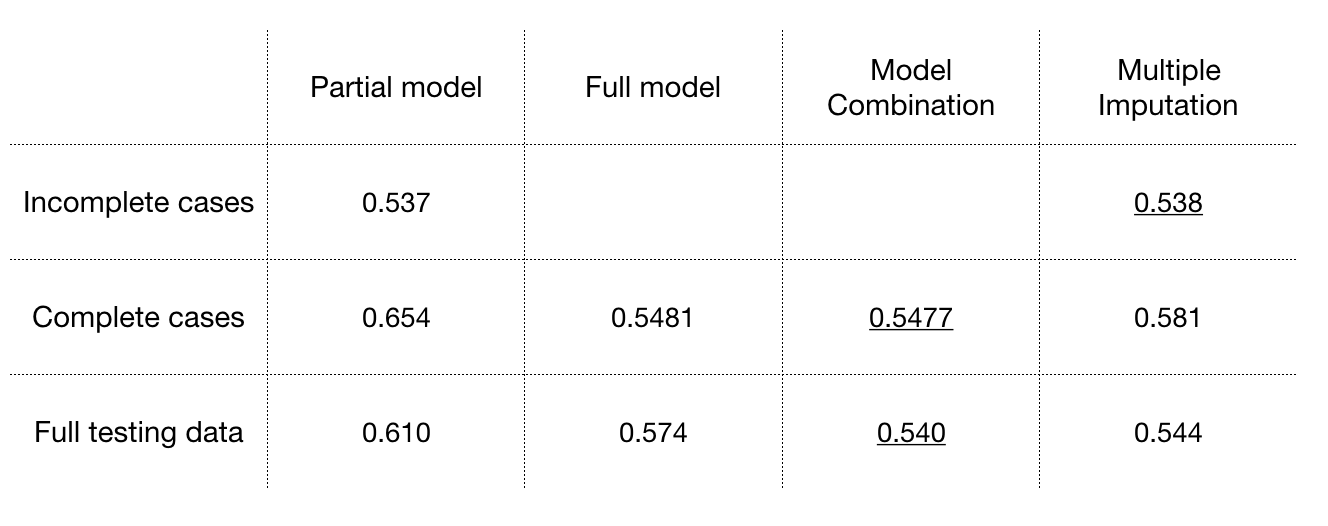 Partial model
Full model
Model
Combination
Multiple
Imputation
Incomplete cases
0.537
0.538
Complete cases
0.654
0.5481
0.5477
0.581
Full testing data
0.610
0.574
0.540
0.544